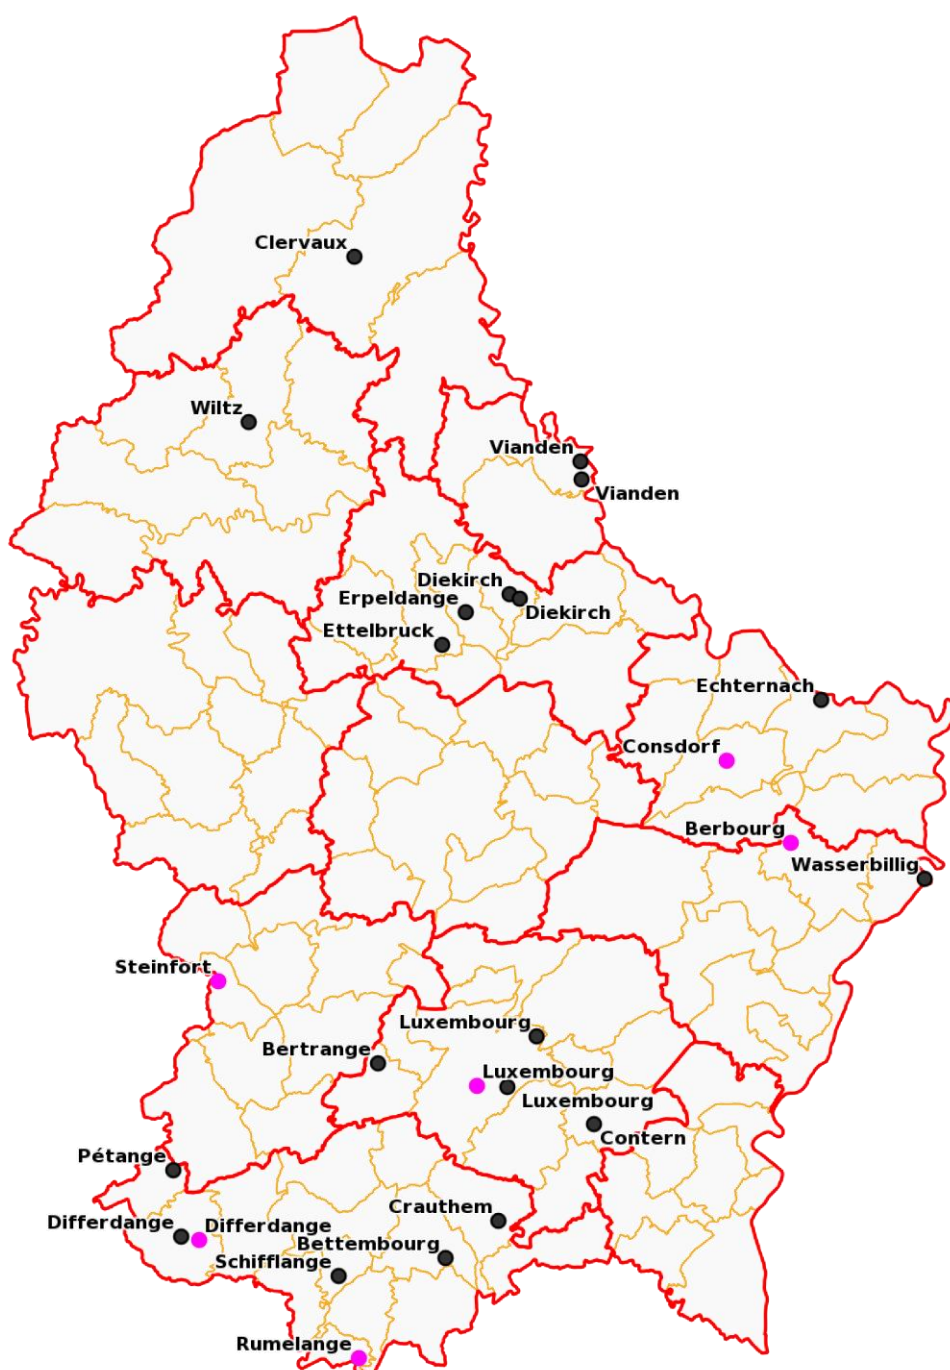 Clervaux
Wiltz
Vianden
Vianden
Diekirch
Erpeldange
Diekirch
Ettelbruck
Echternach
Consdorf
Berbourg
Wasserbillig
Steinfort
Luxembourg
Bertrange
Luxembourg
Luxembourg
Contern
Pétange
Crauthem
Differdange
Differdange
Bettembourg
Schifflange
Rumelange